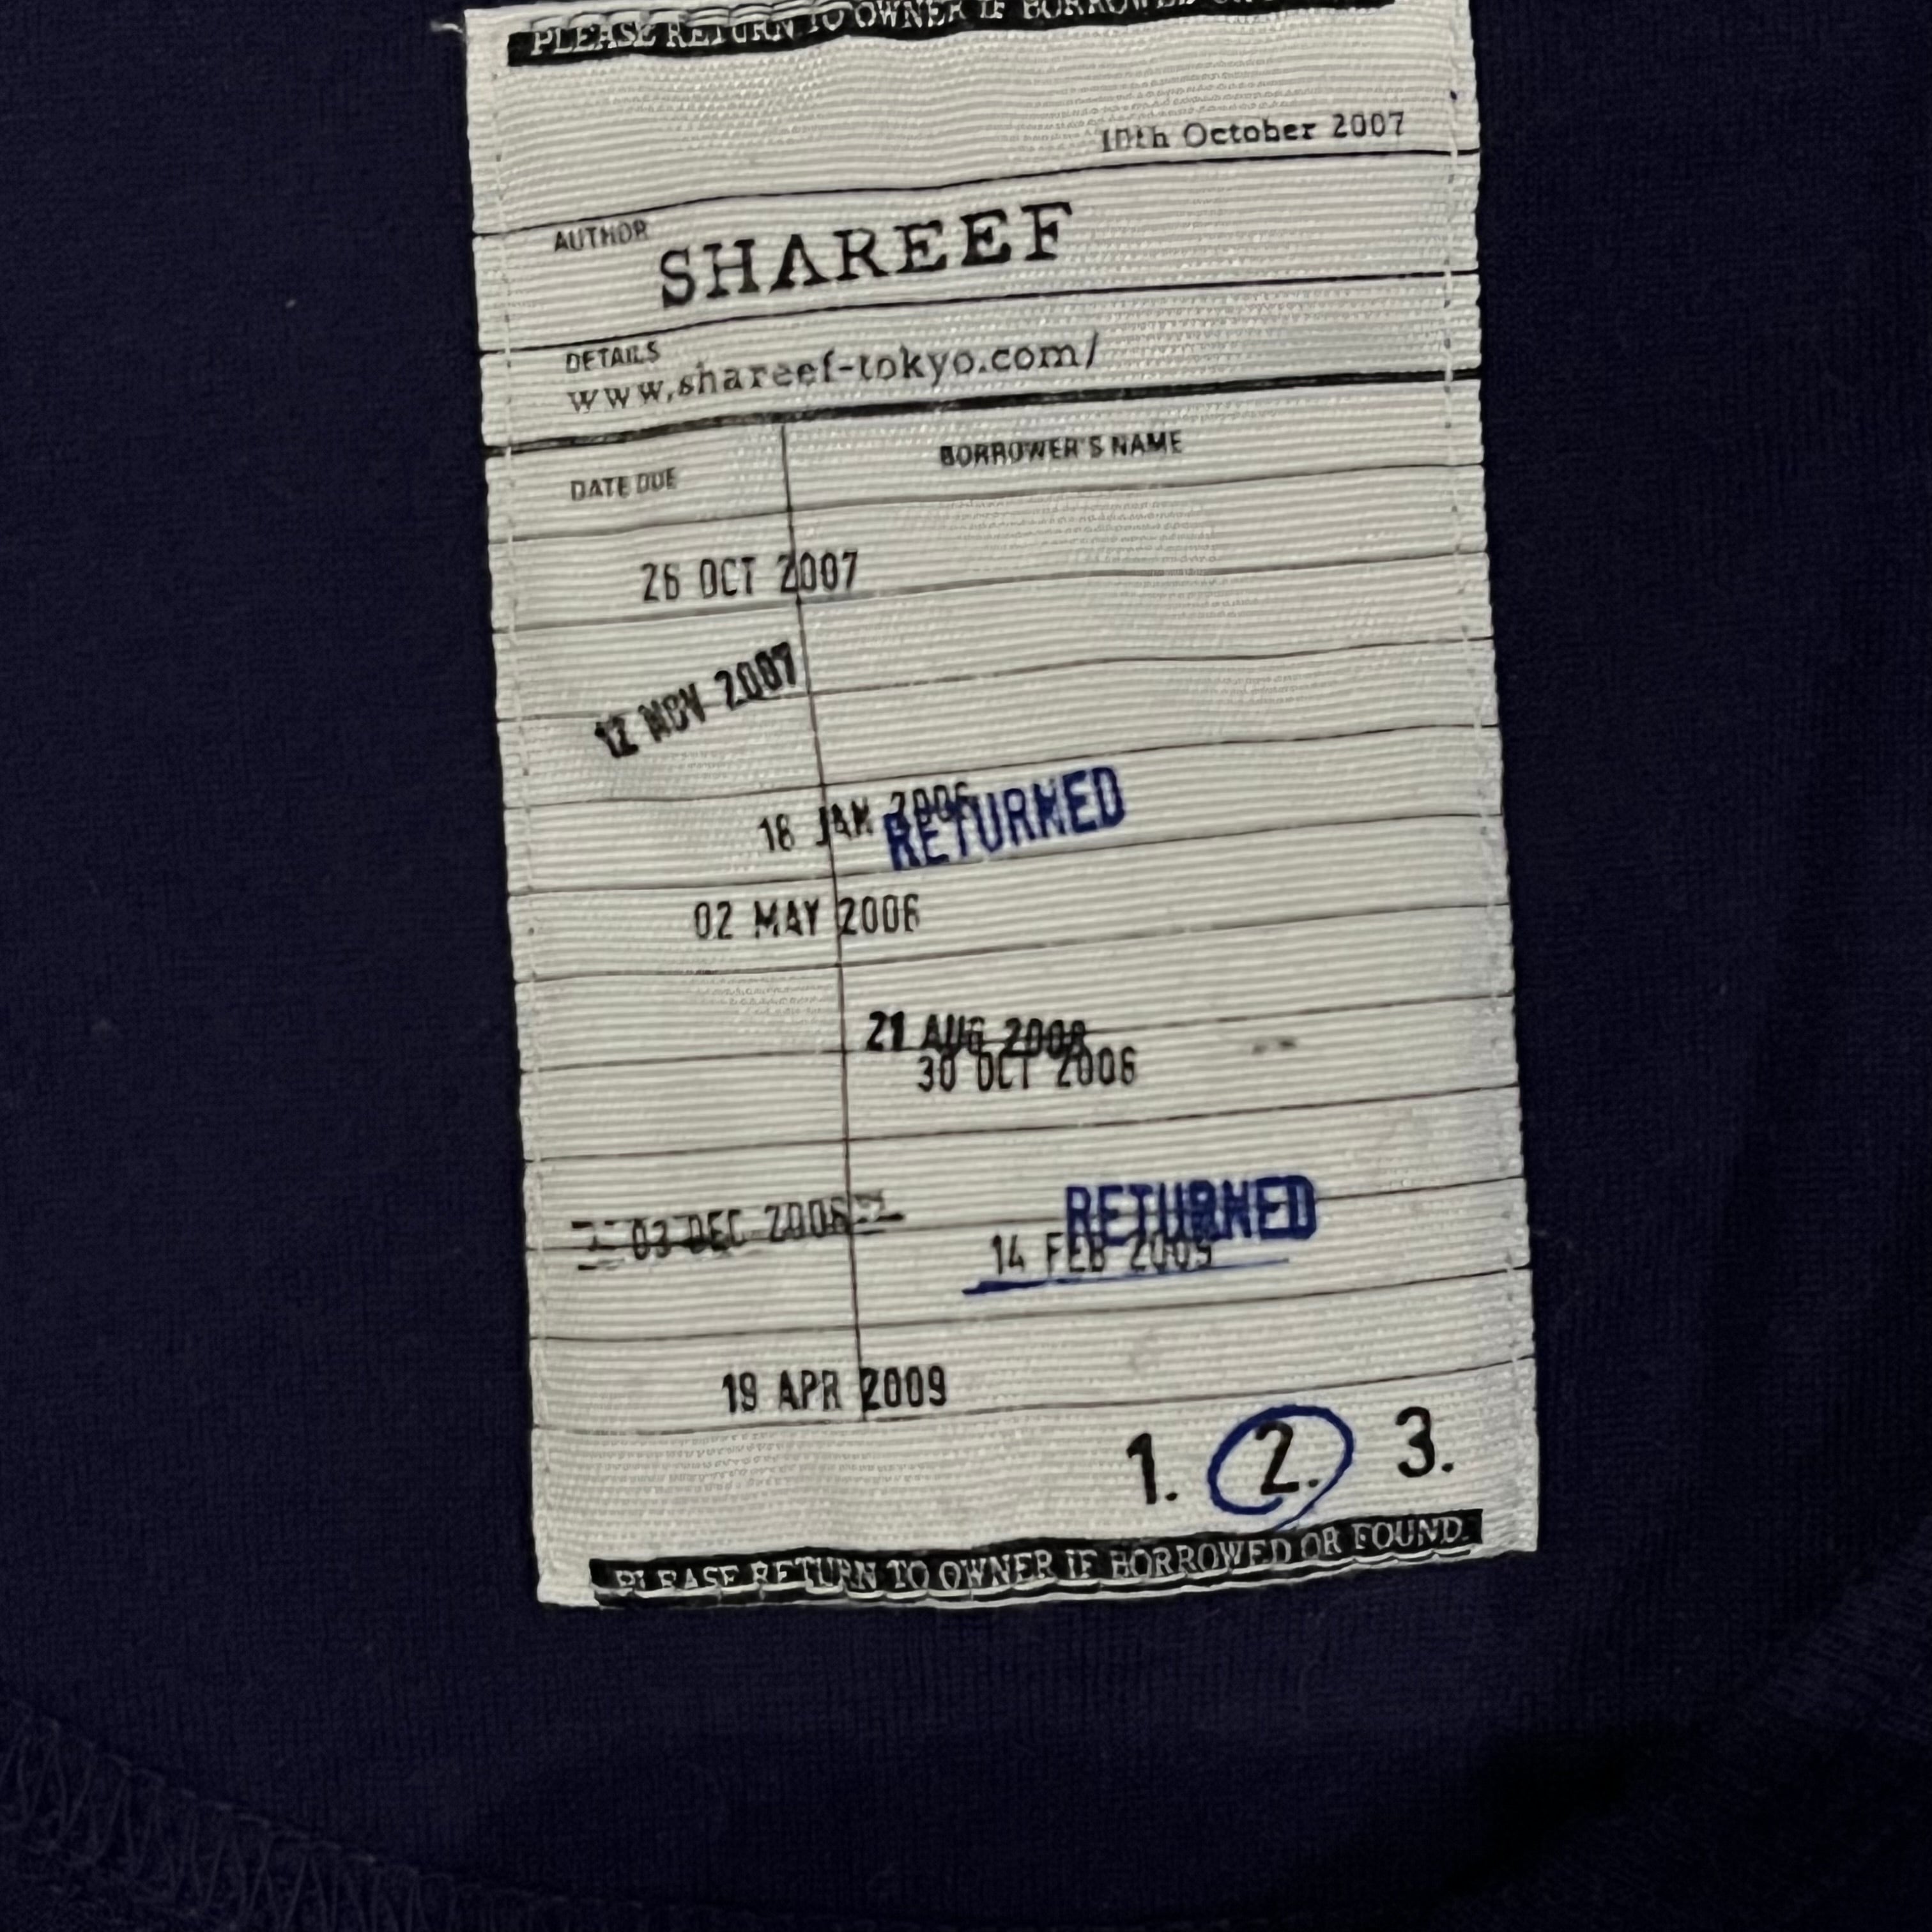 PLEASE RETURN TO OWNER IF BORROWED
10th October 2007
AUTHOR
SHAREEF
DETAILS
www.shareef-tokyo.com/
DATE DUE
BORROWER'S NAME
26 OCT 2007
12 NOV 2007
18 JAN
RETURNED
02 MAY 2006
21 AUG 2008
30 OCT 2006
RETURNED
03 DEC
14 FEB 2009
19 APR 2009
1. 2. 3.
PLEASE RETURN TO OWNER IF BORROWED OR FOUND.